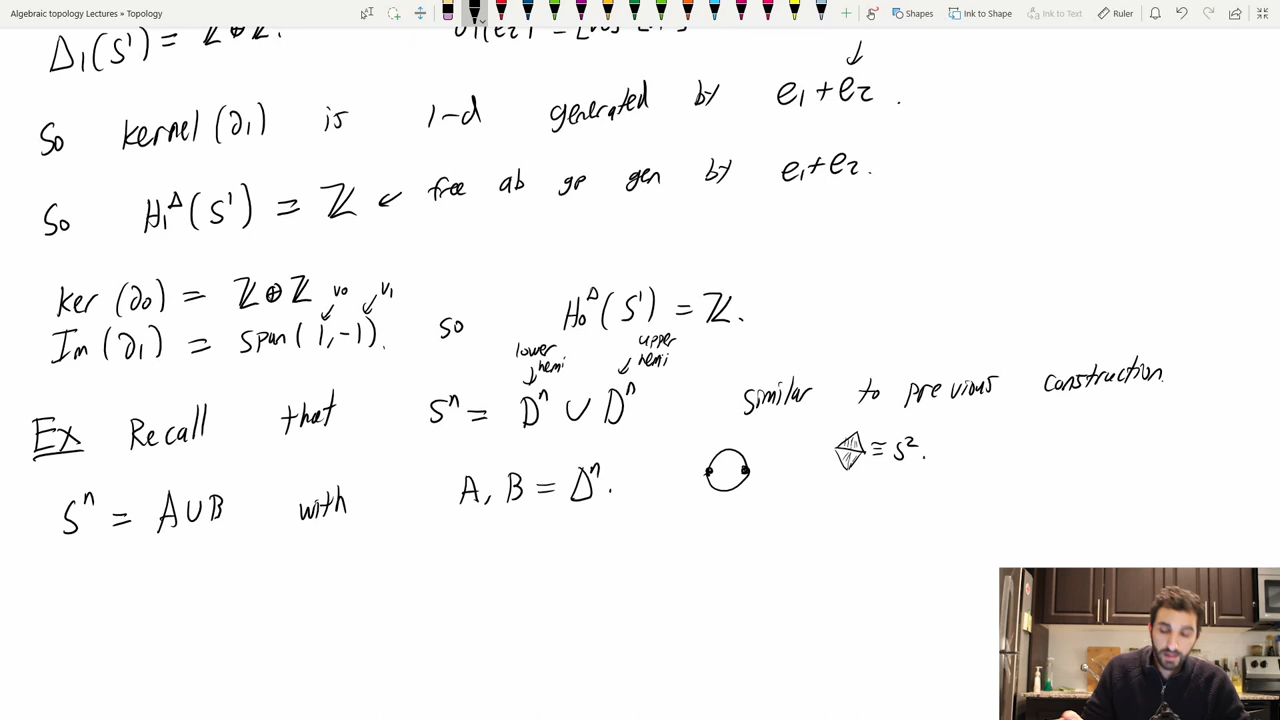 Algebraic topology Lectures » Topology
Shapes Ink to Shape Ink to Text Ruler
Δ₁(S¹) = ℤ⊕ℤ.
So kernel (∂₁) is 1-d generated by e₁+e₂.
So H₁^Δ(S¹) = ℤ ↙ free ab gp gen by e₁+e₂.
ker (∂₀) = ℤ⊕ℤ v₀ v₁
Im (∂₁) = span(1,-1). so H₀^Δ(S¹) = ℤ.
lower hemi upper hemi
Ex Recall that Sⁿ = Dⁿ ∪ Dⁿ similar to previous construction.
≅ S².
Sⁿ = A∪B with A, B = Δⁿ.